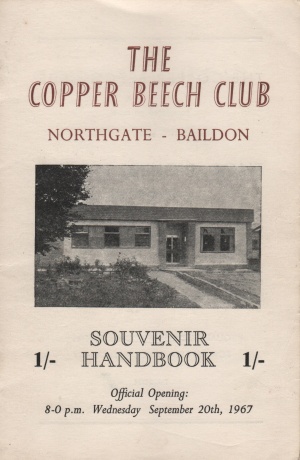 THE
COPPER BEECH CLUB
NORTHGATE - BAILDON
SOUVENIR
1/- HANDBOOK 1/-
Official Opening:
8-0 p.m. Wednesday September 20th, 1967